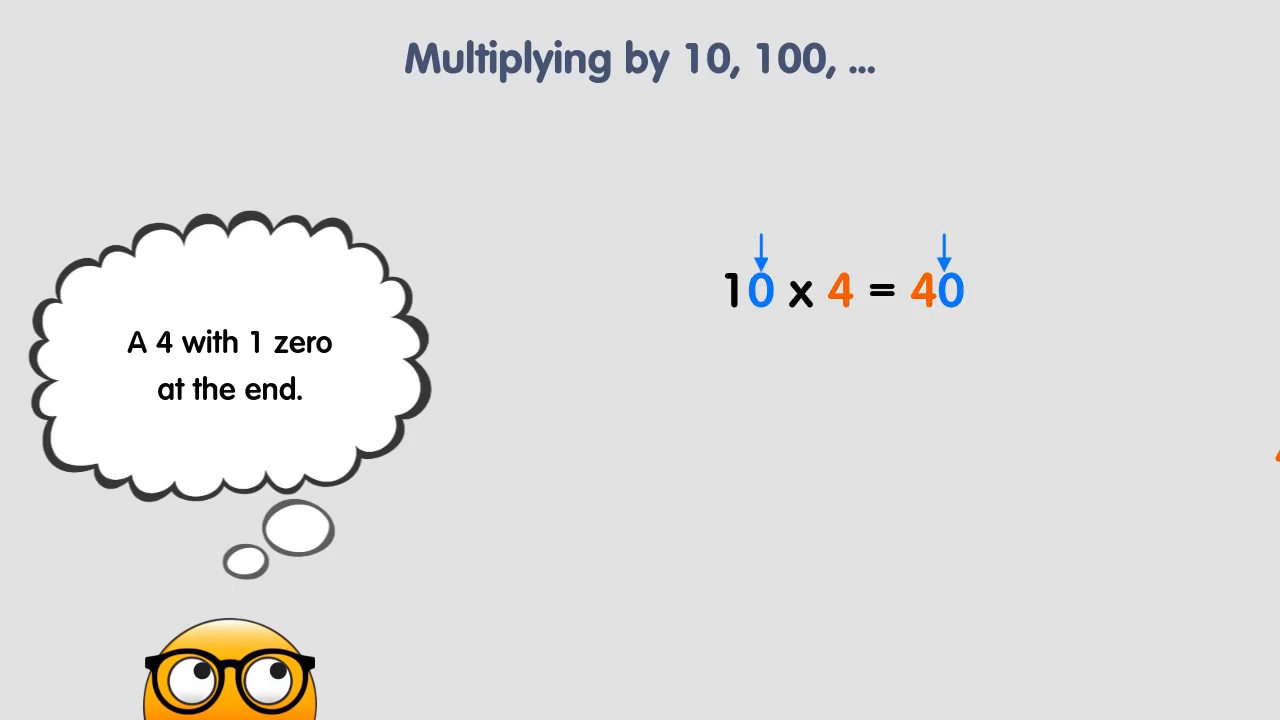 Multiplying by 10, 100, ...
10 x 4 = 40
A 4 with 1 zero
at the end.